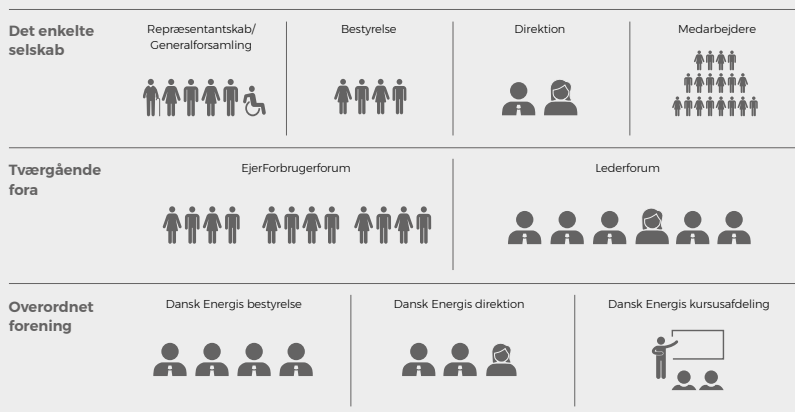 Det enkelte
selskab
Repræsentantskab/
Generalforsamling
Bestyrelse
Direktion
Medarbejdere
Tværgående
fora
EjerForbrugerforum
Lederforum
Overordnet
forening
Dansk Energis bestyrelse
Dansk Energis direktion
Dansk Energis kursusafdeling